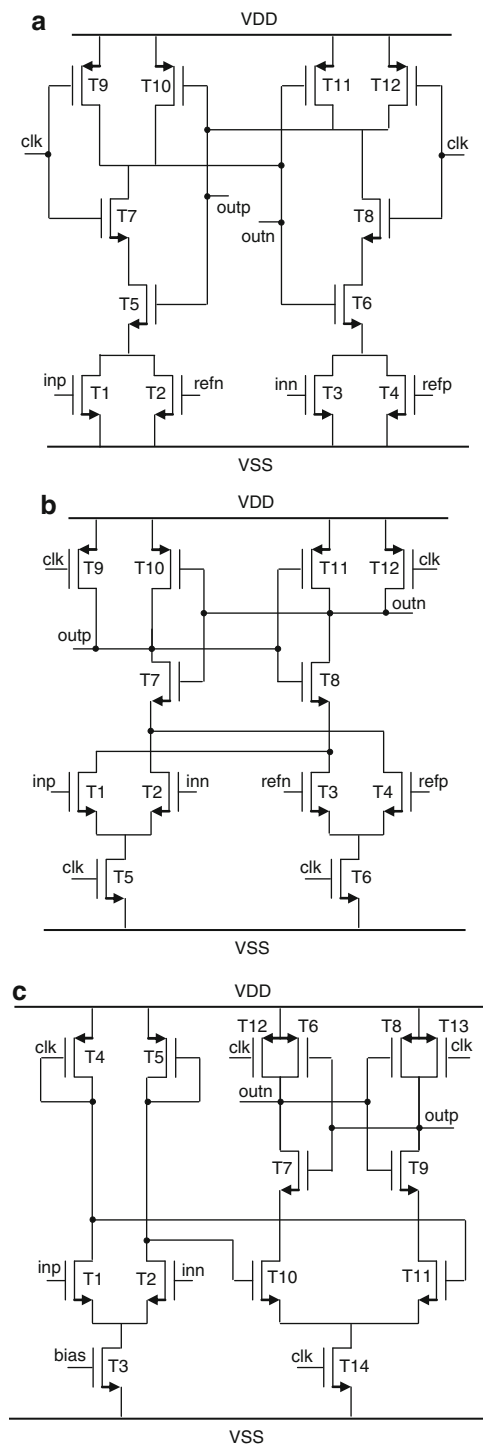 a
VDD
T9 T10 T11 T12
clk clk
T7 outp T8
outn
T5 T6
inp T1 T2 refn inn T3 T4 refp
VSS
b
VDD
clk T9 T10 T11 T12 clk
outp outn
T7 T8
inp T1 T2 inn refn T3 T4 refp
clk T5 clk T6
VSS
c
VDD
T12 T6 T8 T13
clk T4 T5 clk clk
outn outp
T7 T9
inp T1 T2 inn T10 T11
bias T3 clk T14
VSS